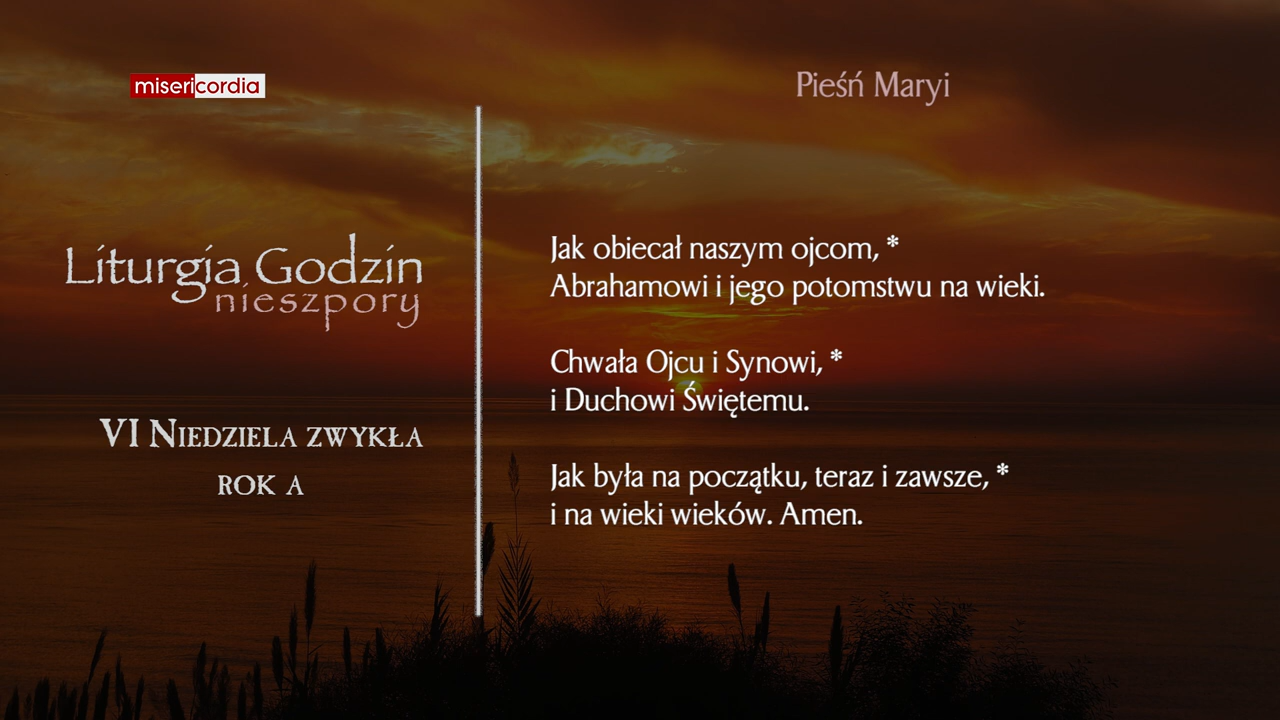 misericordia
Liturgia Godzin
nieszpory
VI Niedziela zwykła
rok A
Pieśń Maryi
Jak obiecał naszym ojcom, *
Abrahamowi i jego potomstwu na wieki.
Chwała Ojcu i Synowi, *
i Duchowi Świętemu.
Jak była na początku, teraz i zawsze, *
i na wieki wieków. Amen.